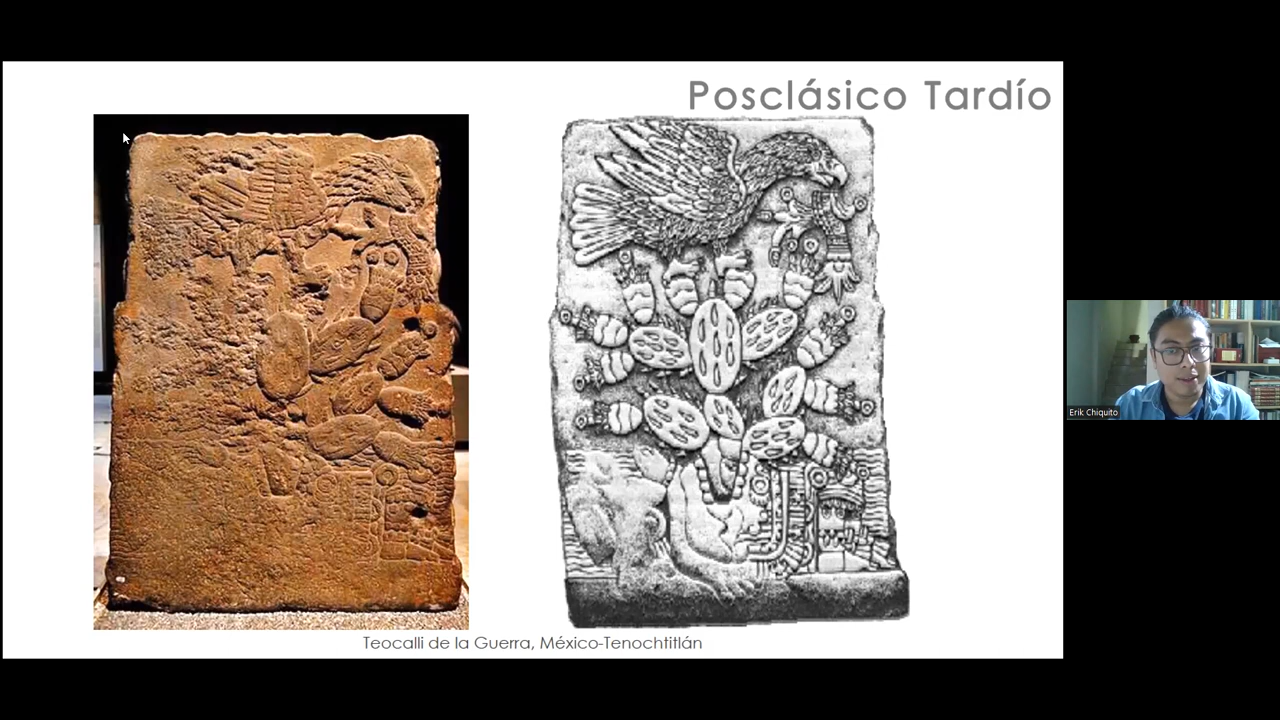 Posclásico Tardío
Teocalli de la Guerra, México-Tenochtitlán
Erik Chiquito